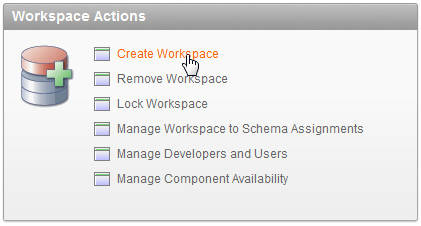 Workspace Actions
Create Workspace
Remove Workspace
Lock Workspace
Manage Workspace to Schema Assignments
Manage Developers and Users
Manage Component Availability